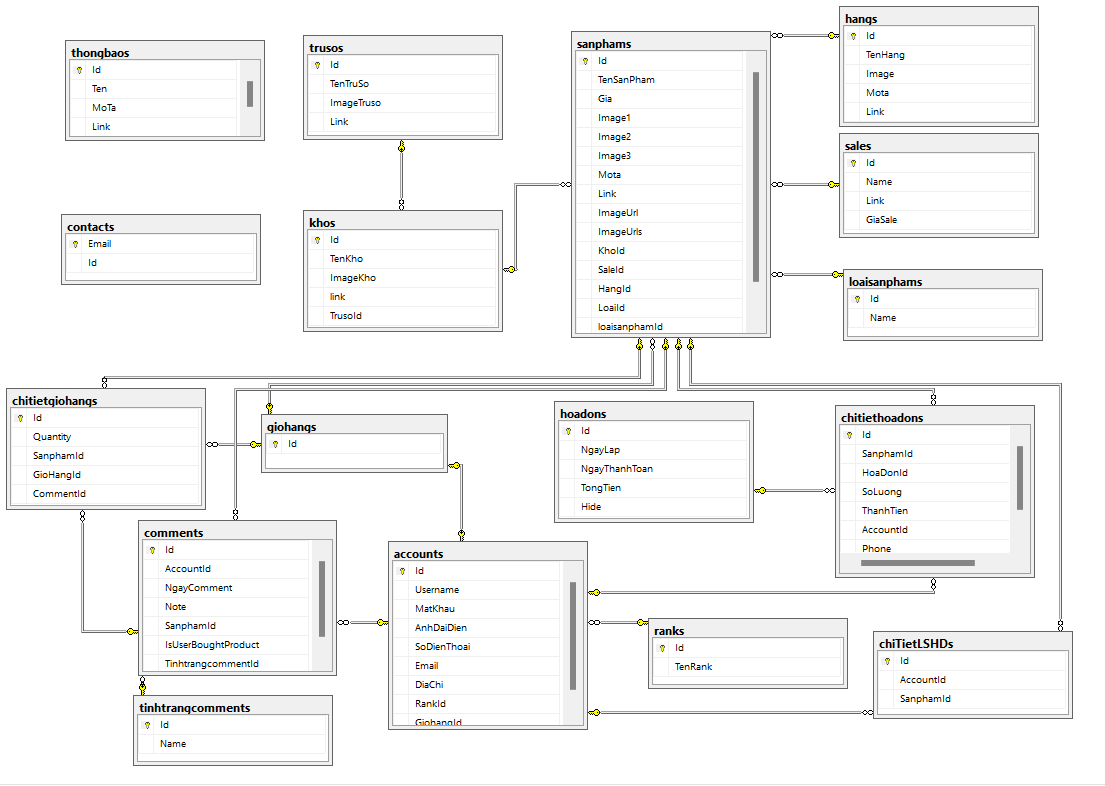 thongbaos
Id
Ten
MoTa
Link
trusos
Id
TenTruSo
ImageTruso
Link
sanphams
Id
TenSanPham
Gia
Image1
Image2
Image3
Mota
Link
ImageUrl
ImageUrls
KhoId
SaleId
HangId
LoaiId
loaisanphamId
hangs
Id
TenHang
Image
Mota
Link
sales
Id
Name
Link
GiaSale
contacts
Email
Id
khos
Id
TenKho
ImageKho
link
TrusoId
loaisanphams
Id
Name
chitietgiohangs
Id
Quantity
SanphamId
GioHangId
CommentId
giohangs
Id
hoadons
Id
NgayLap
NgayThanhToan
TongTien
Hide
chitiethoadons
Id
SanphamId
HoaDonId
SoLuong
ThanhTien
AccountId
Phone
comments
Id
AccountId
NgayComment
Note
SanphamId
IsUserBoughtProduct
TinhtrangcommentId
accounts
Id
Username
MatKhau
AnhDaiDien
SoDienThoai
Email
DiaChi
RankId
GiohangId
ranks
Id
TenRank
chiTietLSHDs
Id
AccountId
SanphamId
tinhtrangcomments
Id
Name